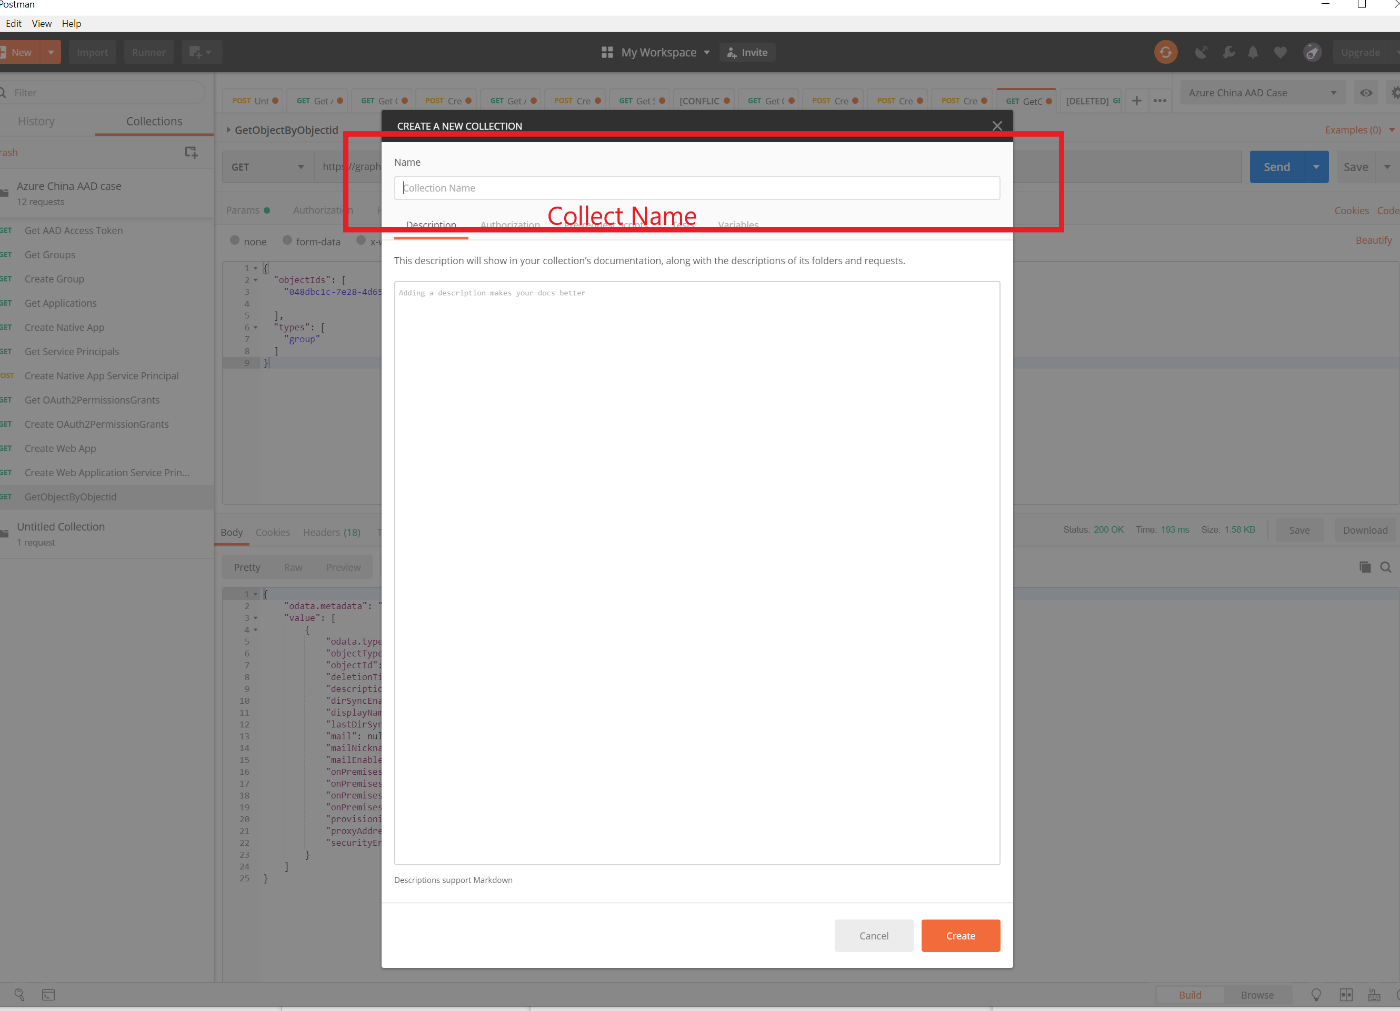 Postman
Edit View Help
New Import Runner My Workspace Invite Upgrade
Filter
History Collections
rash
Azure China AAD case
12 requests
GET Get AAD Access Token
GET Get Groups
GET Create Group
GET Get Applications
GET Create Native App
GET Get Service Principals
OST Create Native App Service Principal
GET Get OAuth2PermissionsGrants
GET Create OAuth2PermissionGrants
GET Create Web App
GET Create Web Application Service Prin...
GET GetObjectByObjectid
Untitled Collection
1 request
POST Unt GET Get GET Get POST Cre GET Get POST Cre GET Get [CONFLIC GET Get POST Cre POST Cre POST Cre GET GetC [DELETED] GI
Azure China AAD Case
GetObjectByObjectid
Examples (0)
GET https://graph
Send Save
Params Authorization
Cookies Code
none form-data x-v
Beautify
1 {
2 "objectIds": [
3 "048dbc1c-7e28-4d65
4
5 ],
6 "types": [
7 "group"
8 ]
9 }
CREATE A NEW COLLECTION
Name
Collection Name
Collect Name
Description Authorization Variables
This description will show in your collection's documentation, along with the descriptions of its folders and requests.
Adding a description makes your docs better
Descriptions support Markdown
Cancel Create
Body Cookies Headers (18) T
Status: 200 OK Time: 193 ms Size: 1.58 KB Save Download
Pretty Raw Preview
1 {
2 "odata.metadata": "
3 "value": [
4 {
5 "odata.type
6 "objectType
7 "objectId":
8 "deletionTi
9 "descriptio
10 "dirSyncEna
11 "displayNam
12 "lastDirSyn
13 "mail": nul
14 "mailNickna
15 "mailEnable
16 "onPremises
17 "onPremises
18 "onPremises
19 "onPremises
20 "provisioni
21 "proxyAddre
22 "securityEn
23 }
24 ]
25 }
Build Browse